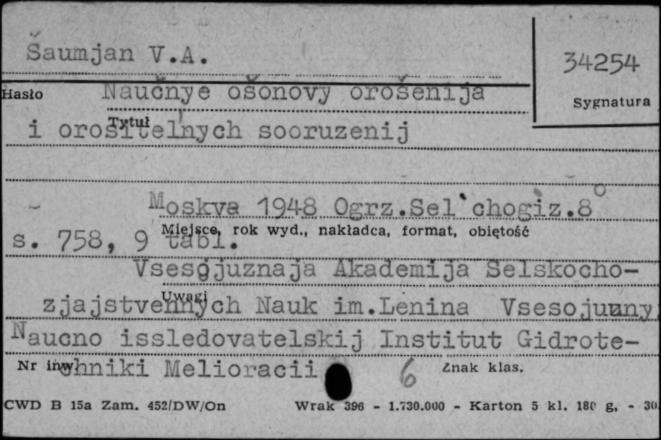 Šaumjan V.A.
34254
Hasło
Naučnye ošonovy orošenija
Sygnatura
Tytuł
i orositel'nych sooruzenij
Moskva 1948 Ogrz.Sel'chogiz.8°
Miejsce, rok wyd., nakładca, format, objętość
s. 758, 9 tabl.
Vsesojuznaja Akademija Selskocho-
Uwagi
zjajstvennych Nauk im.Lenina Vsesojuzny
Naucno issledovatelskij Institut Gidrote-
Nr inw.
chniki Melioracii
6
Znak klas.
CWD B 15a Zam. 452/DW/On Wrak 396 - 1.730.000 - Karton 5 kl. 180 g. - 30